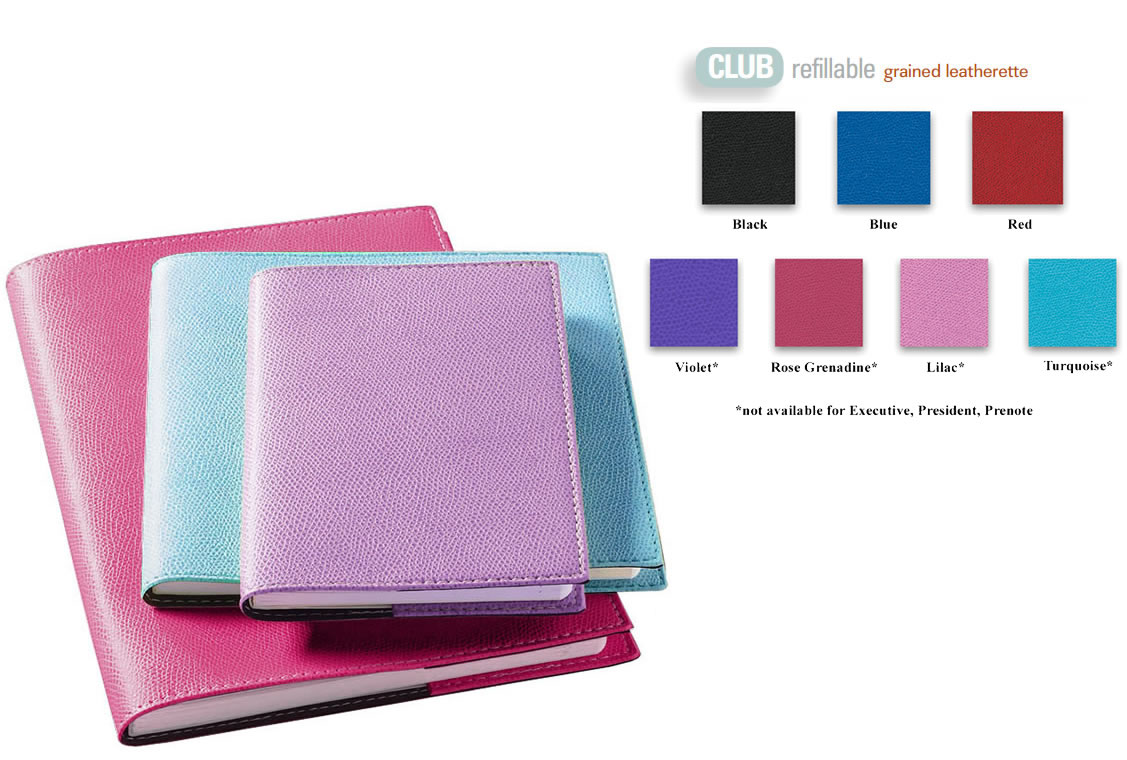 CLUB refillable grained leatherette
Black Blue Red
Violet* Rose Grenadine* Lilac* Turquoise*
*not available for Executive, President, Prenote